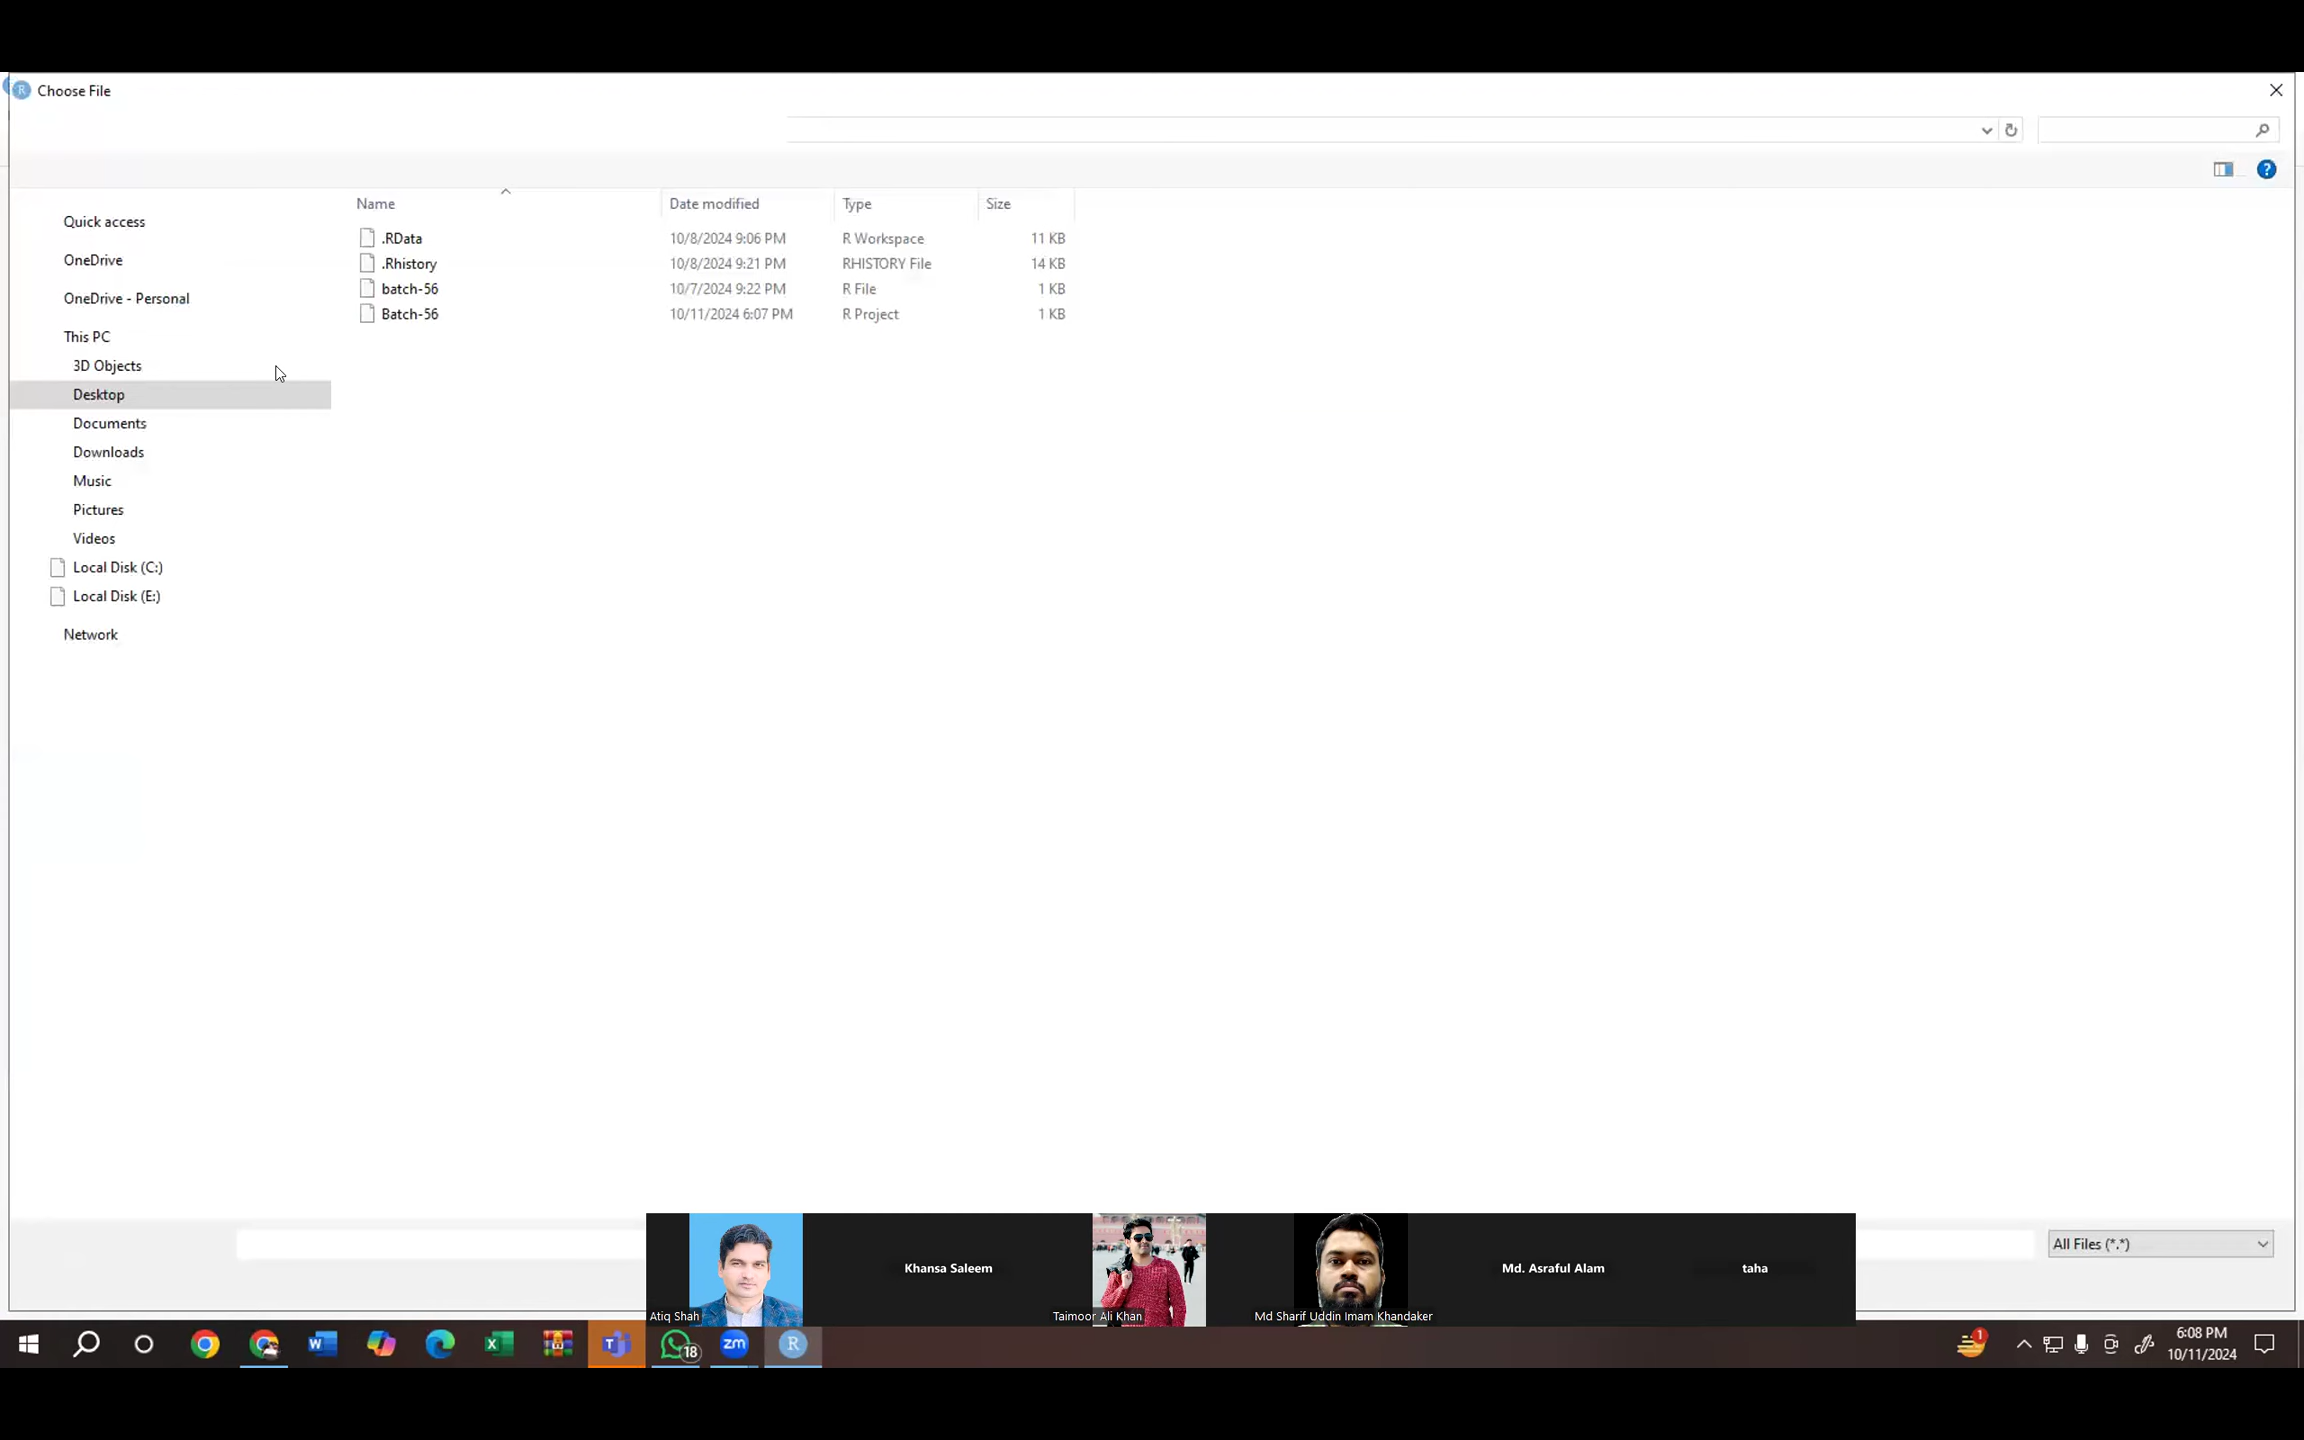 Choose File
Name Date modified Type Size
Quick access
OneDrive
OneDrive - Personal
This PC
3D Objects
Desktop
Documents
Downloads
Music
Pictures
Videos
Local Disk (C:)
Local Disk (E:)
Network
.RData 10/8/2024 9:06 PM R Workspace 11 KB
.Rhistory 10/8/2024 9:21 PM RHISTORY File 14 KB
batch-56 10/7/2024 9:22 PM R File 1 KB
Batch-56 10/11/2024 6:07 PM R Project 1 KB
All Files (*.*)
Atiq Shah
Khansa Saleem
Taimoor Ali Khan
Md Sharif Uddin Imam Khandaker
Md. Asraful Alam
taha
18
zm
R
1
6:08 PM
10/11/2024